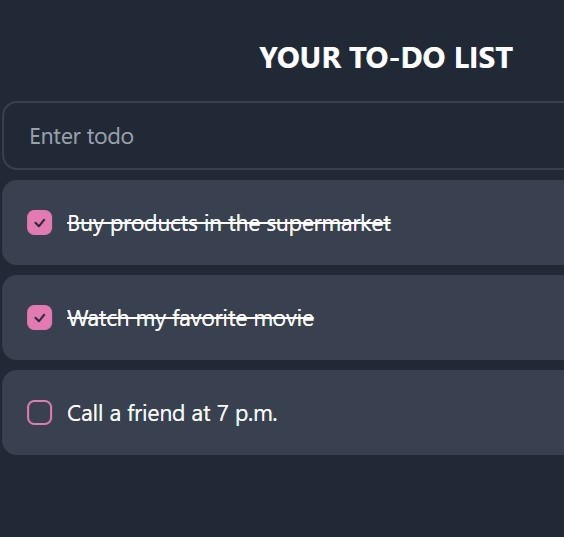 YOUR TO-DO LIST
Enter todo
Buy products in the supermarket
Watch my favorite movie
Call a friend at 7 p.m.